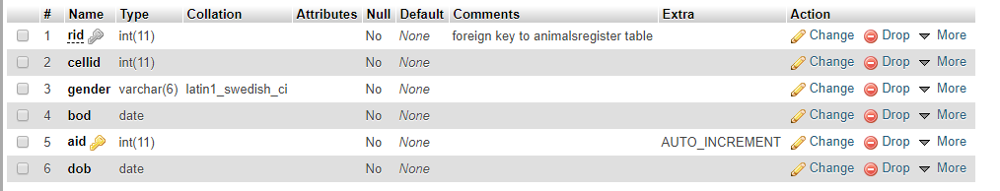 # Name Type Collation Attributes Null Default Comments Extra Action
1 rid int(11) No None foreign key to animalsregister table Change Drop More
2 cellid int(11) No None Change Drop More
3 gender varchar(6) latin1_swedish_ci No None Change Drop More
4 bod date No None Change Drop More
5 aid int(11) No None AUTO_INCREMENT Change Drop More
6 dob date No None Change Drop More